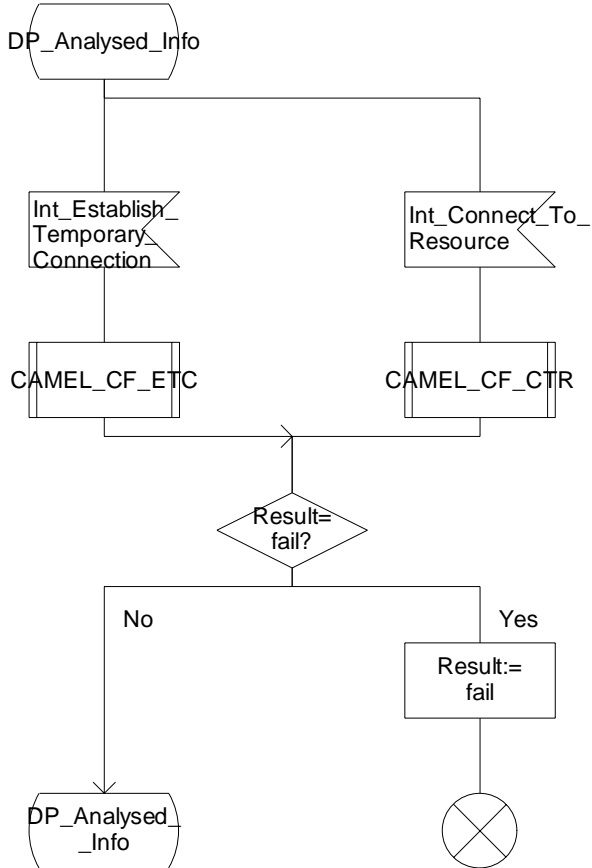 DP_Analysed_Info
Int_Establish_
Temporary_
Connection
Int_Connect_To_
Resource
CAMEL_CF_ETC
CAMEL_CF_CTR
Result=
fail?
No
Yes
Result:=
fail
DP_Analysed_
_Info